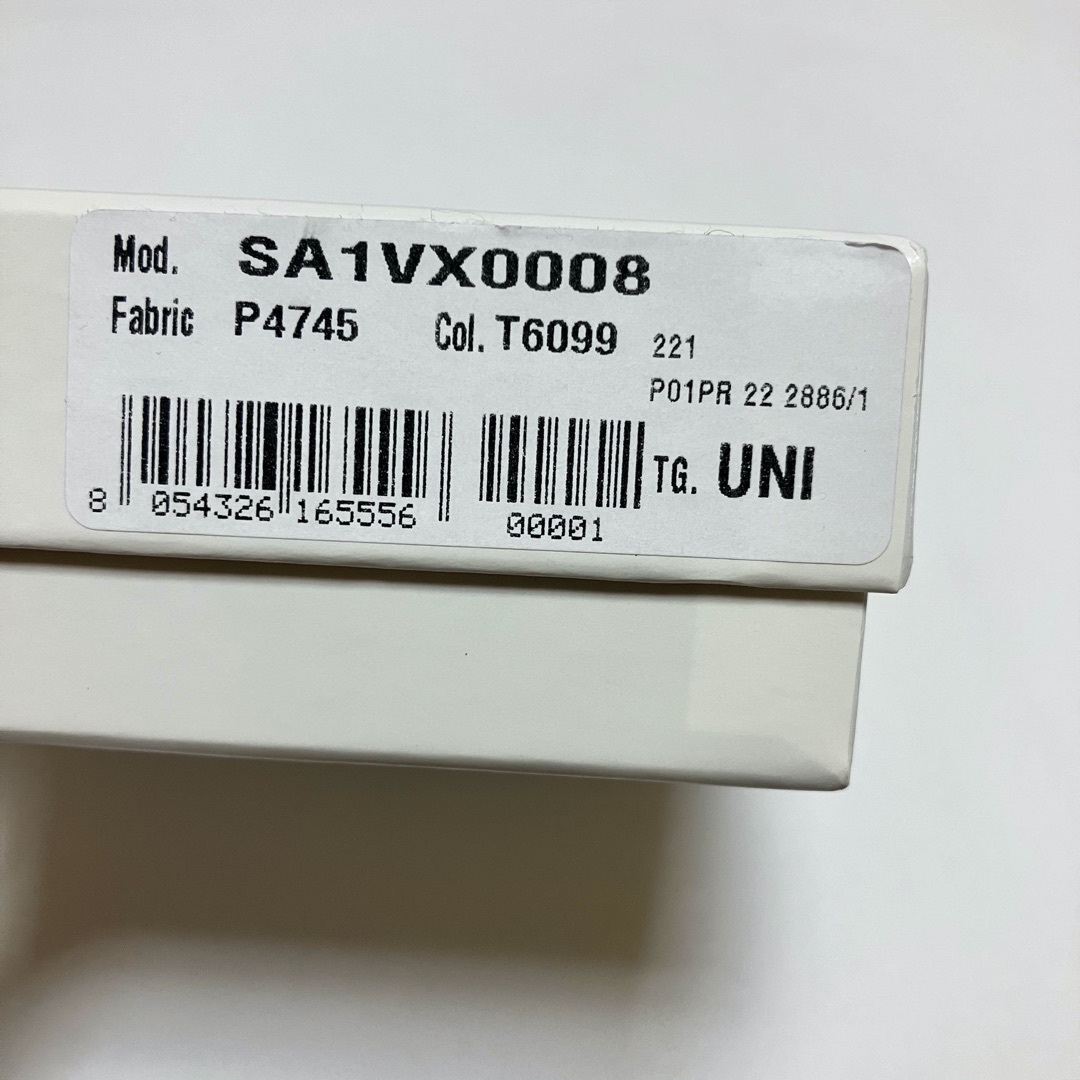 Mod. SA1VX0008
Fabric P4745 Col. T6099 221
P01PR 22 2886/1
TG. UNI
8 054326 165556 00001